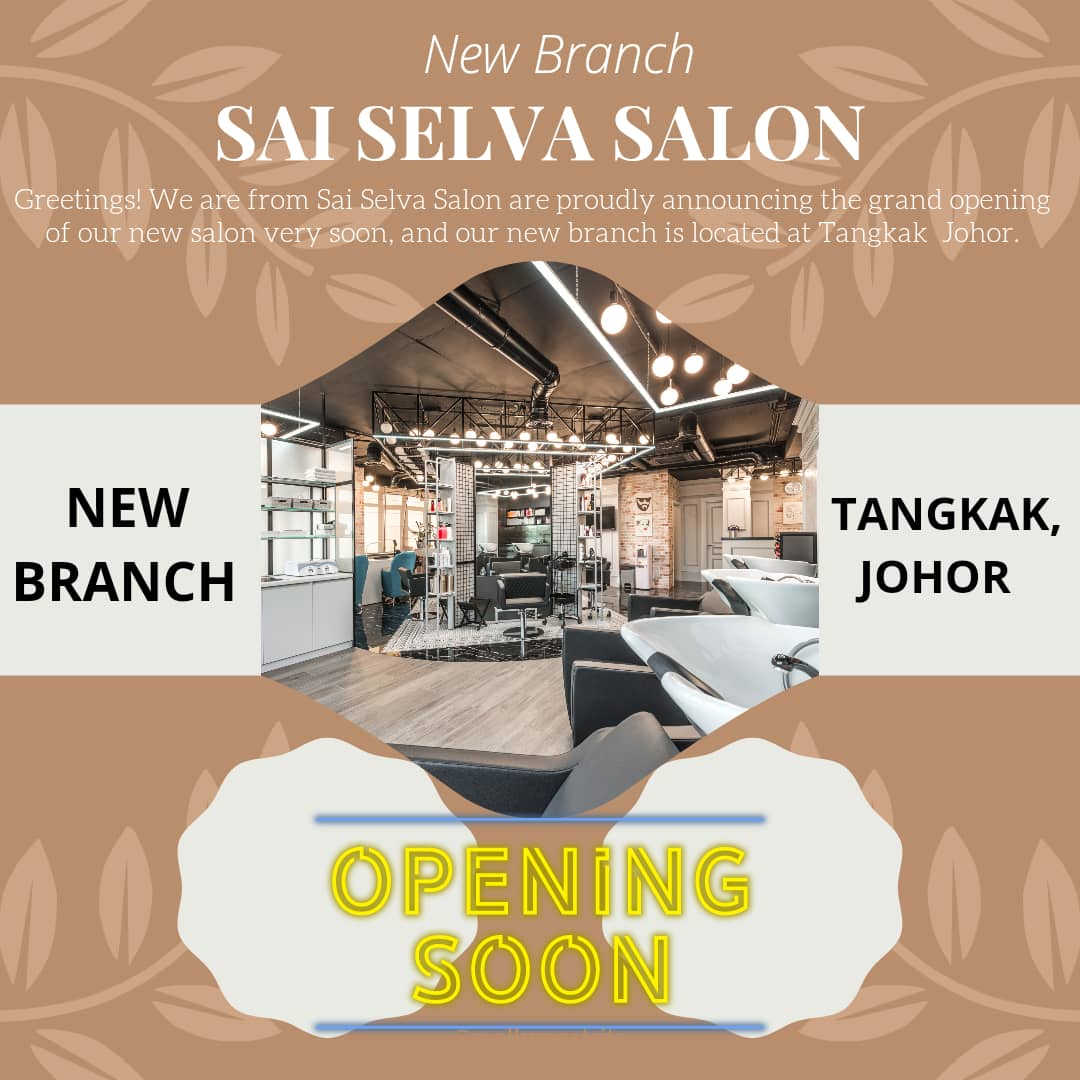 New Branch
SAI SELVA SALON
Greetings! We are from Sai Selva Salon are proudly announcing the grand opening
of our new salon very soon, and our new branch is located at Tangkak Johor.
NEW
BRANCH
TANGKAK,
JOHOR
OPENiNG
SOON